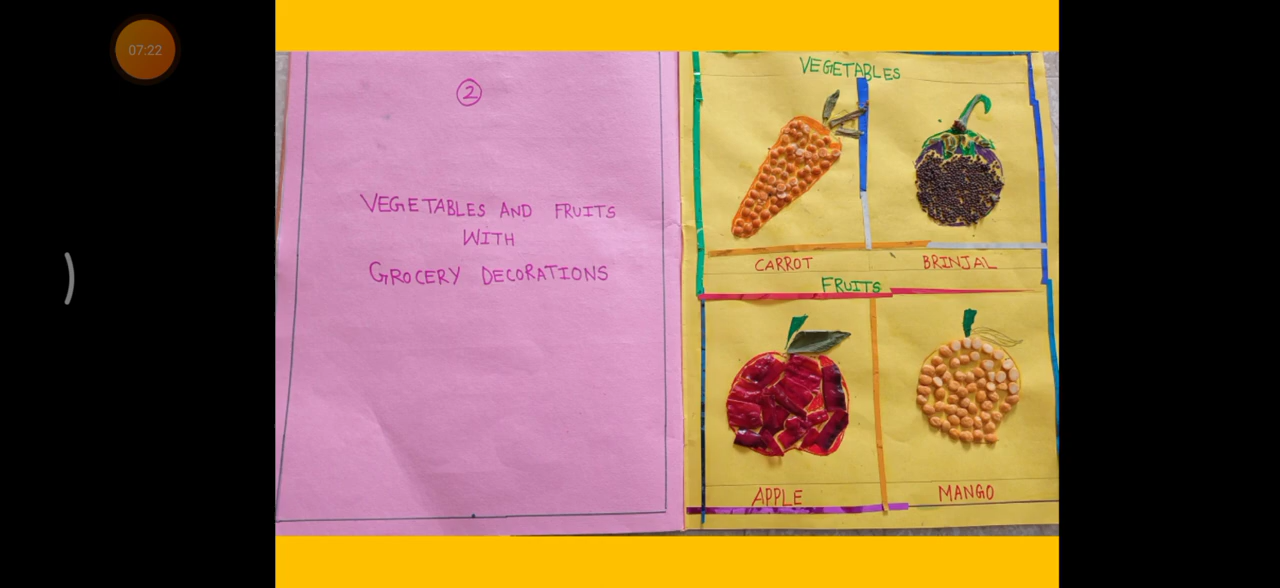 07:22
2
VEGETABLES AND FRUITS
WITH
GROCERY DECORATIONS
VEGETABLES
CARROT
BRINJAL
FRUITS
APPLE
MANGO